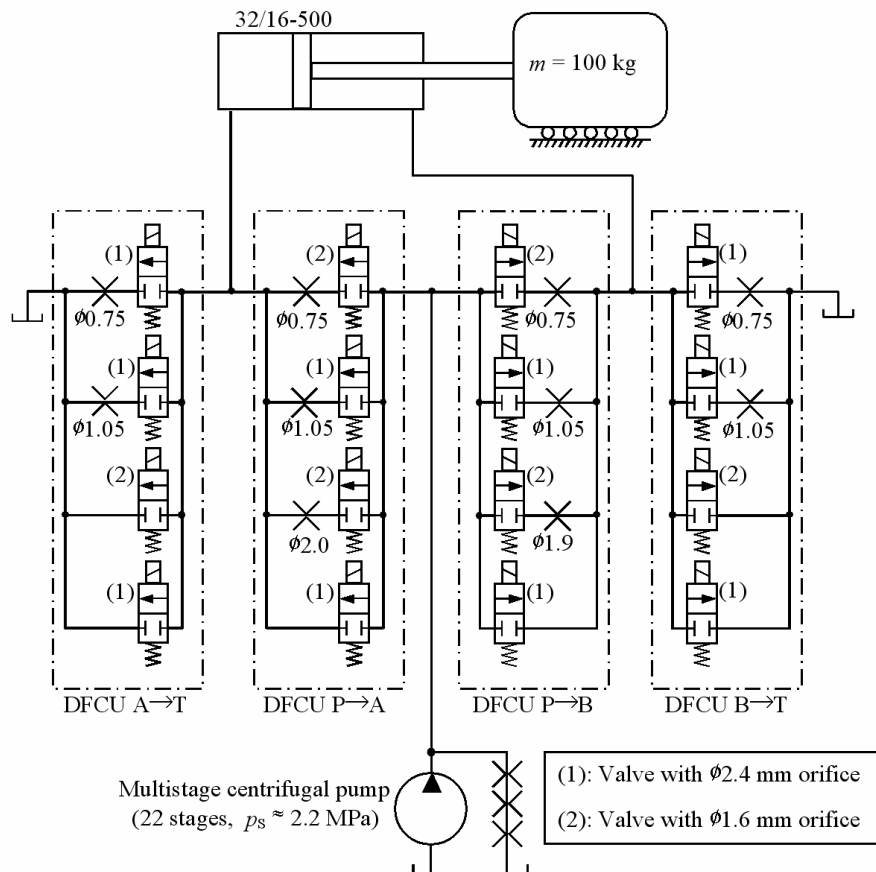 32/16-500
m = 100 kg
(1) (2) (2) (1)
ϕ0.75 ϕ0.75 ϕ0.75 ϕ0.75
(1) (1) (1) (1)
ϕ1.05 ϕ1.05 ϕ1.05 ϕ1.05
(2) (2) (2) (2)
ϕ2.0 ϕ1.9
(1) (1) (1) (1)
DFCU A→T DFCU P→A DFCU P→B DFCU B→T
Multistage centrifugal pump
(22 stages, pS ≈ 2.2 MPa)
(1): Valve with ϕ2.4 mm orifice
(2): Valve with ϕ1.6 mm orifice